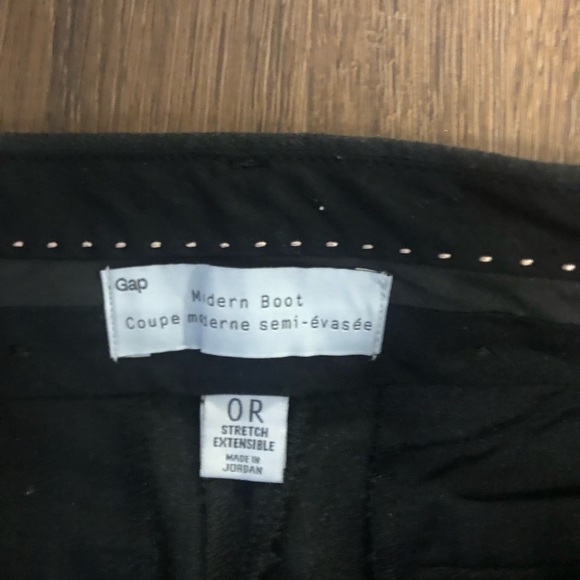 Gap
Modern Boot
Coupe moderne semi-évasée
0R
STRETCH
EXTENSIBLE
MADE IN
JORDAN